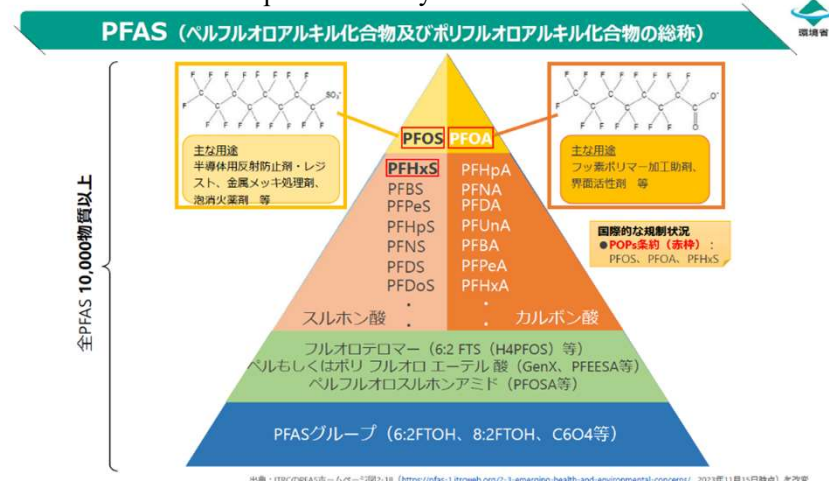 PFAS（ペルフルオロアルキル化合物及びポリフルオロアルキル化合物の総称）
環境省
全PFAS 10,000物質以上
主な用途
半導体用反射防止剤・レジ
スト、金属メッキ処理剤、
泡消火薬剤 等
主な用途
フッ素ポリマー加工助剤、
界面活性剤 等
PFOS PFOA
PFHxS
PFBS
PFPeS
PFHpS
PFNS
PFDS
PFDoS
スルホン酸
PFHpA
PFNA
PFDA
PFUnA
PFBA
PFPeA
PFHxA
カルボン酸
国際的な規制状況
●POPs条約（赤枠）：
PFOS、PFOA、PFHxS
フルオロテロマー（6:2 FTS（H4PFOS）等）
ペルもしくはポリ フルオロ エーテル 酸（GenX、PFEESA等）
ペルフルオロスルホンアミド（PFOSA等）
PFASグループ（6:2FTOH、8:2FTOH、C6O4等）